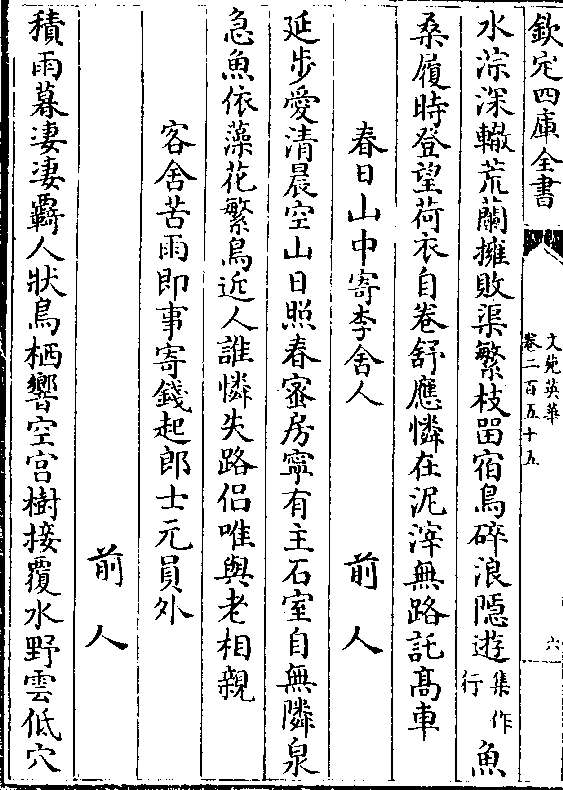 欽定四庫全書
文苑英華
卷二百五十五
六
水淙深轍荒蘭擁敗渠繁枝留宿鳥碎浪隱逰集作行魚
桑履時登望荷衣自卷舒應憐在泥滓無路託髙車
春日山中寄李舍人　前人
延步愛清晨空山日照春宻房寧有主石室自無隣泉
急魚依藻花繁鳥近人誰憐失路侣唯與老相親
客舍苦雨即事寄錢起郎士元員外
前人
積雨暮凄凄覊人狀鳥栖響空宫樹接覆水野雲低穴